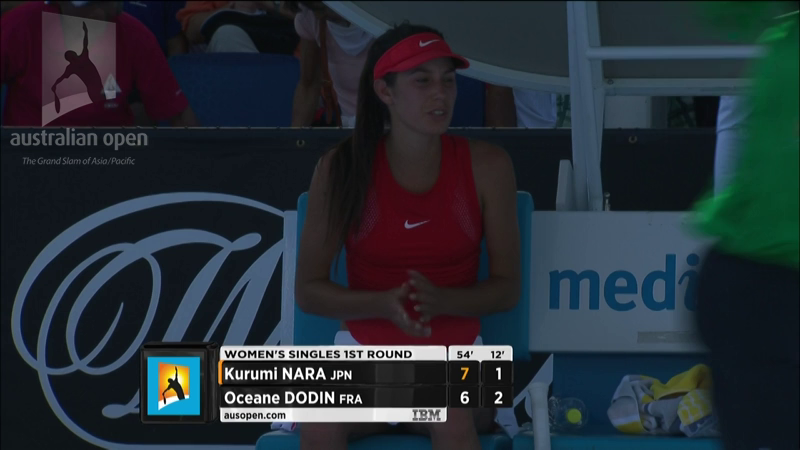 australian open
The Grand Slam of Asia/Pacific
medi
WOMEN'S SINGLES 1ST ROUND 54' 12'
Kurumi NARA JPN 7 1
Oceane DODIN FRA 6 2
ausopen.com IBM